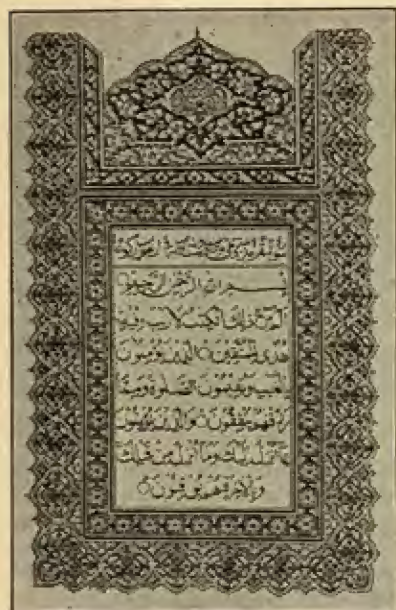 بسم الله الرحمن الرحيم
الم ذلك الكتب لا ريب فيه
هدى للمتقين الذين يؤمنون
بالغيب ويقيمون الصلوة ومما
رزقنهم ينفقون والذين يؤمنون
بما انزل اليك وما انزل من قبلك
وبالاخرة هم يوقنون